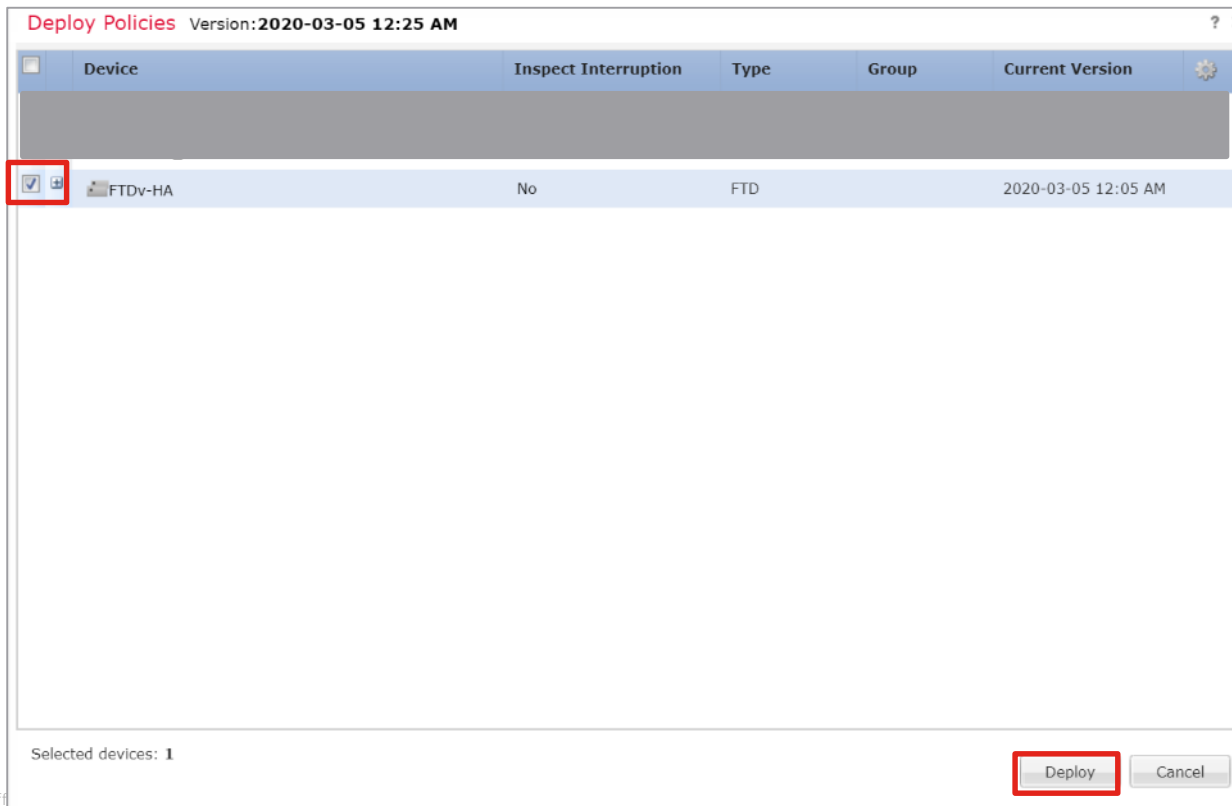 Deploy Policies Version:2020-03-05 12:25 AM ?
Device Inspect Interruption Type Group Current Version
FTDv-HA No FTD 2020-03-05 12:05 AM
Selected devices: 1
Deploy Cancel